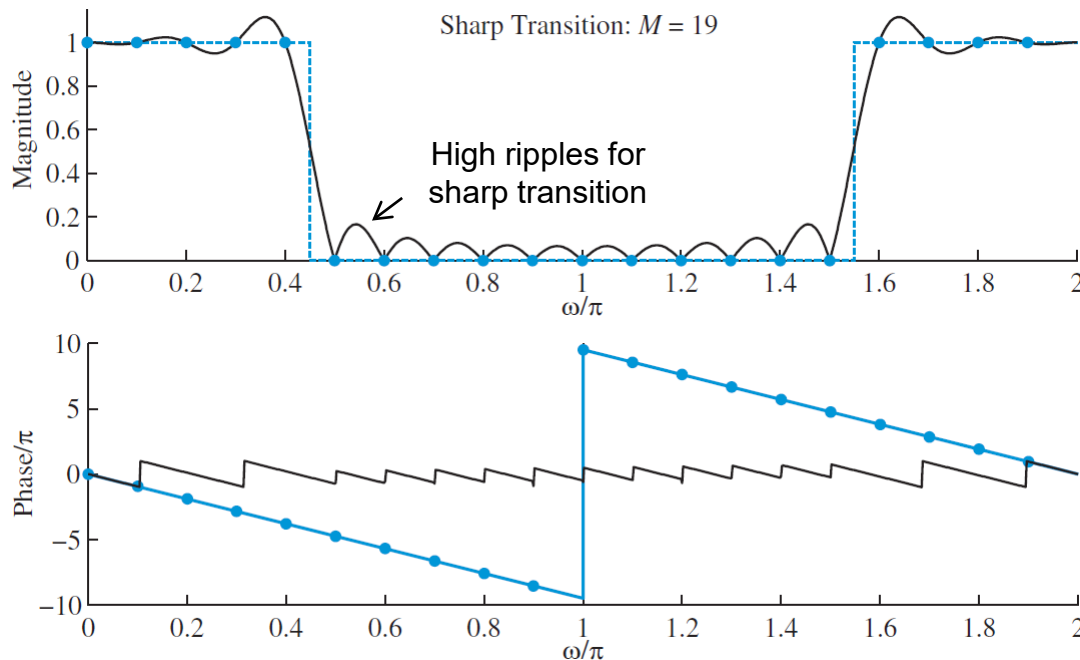 Sharp Transition: M = 19
1
0.8
0.6
0.4
0.2
0
Magnitude
High ripples for
sharp transition
0 0.2 0.4 0.6 0.8 1 1.2 1.4 1.6 1.8 2
ω/π
10
5
0
−5
−10
Phase/π
0 0.2 0.4 0.6 0.8 1 1.2 1.4 1.6 1.8 2
ω/π